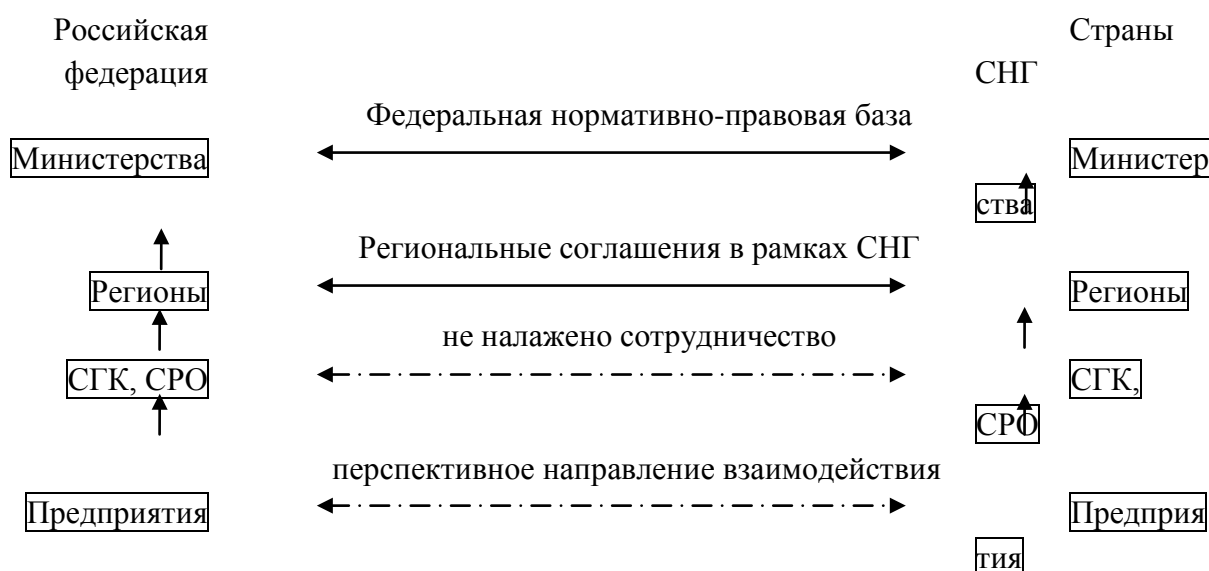 Российская Страны
федерация СНГ
Федеральная нормативно-правовая база
Министерства Министер
ства
Региональные соглашения в рамках СНГ
Регионы Регионы
не налажено сотрудничество
СГК, СРО СГК,
СРО
перспективное направление взаимодействия
Предприятия Предприя
тия